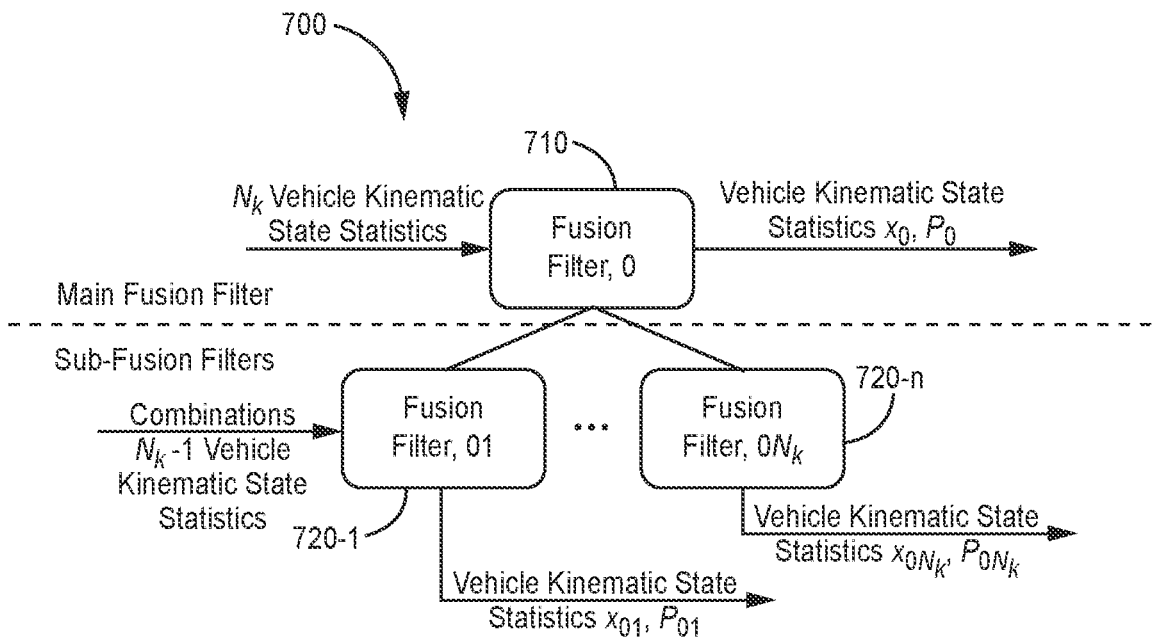 700
710
N_k Vehicle Kinematic
State Statistics
Fusion
Filter, 0
Vehicle Kinematic State
Statistics x_0, P_0
Main Fusion Filter
Sub-Fusion Filters
Combinations
N_k-1 Vehicle
Kinematic State
Statistics
Fusion
Filter, 01
...
Fusion
Filter, 0N_k
720-n
720-1
Vehicle Kinematic State
Statistics x_0N_k, P_0N_k
Vehicle Kinematic State
Statistics x_01, P_01